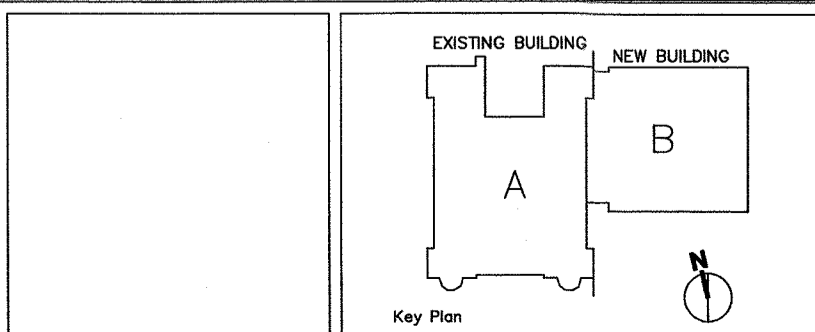 EXISTING BUILDING
NEW BUILDING
A
B
N
Key Plan